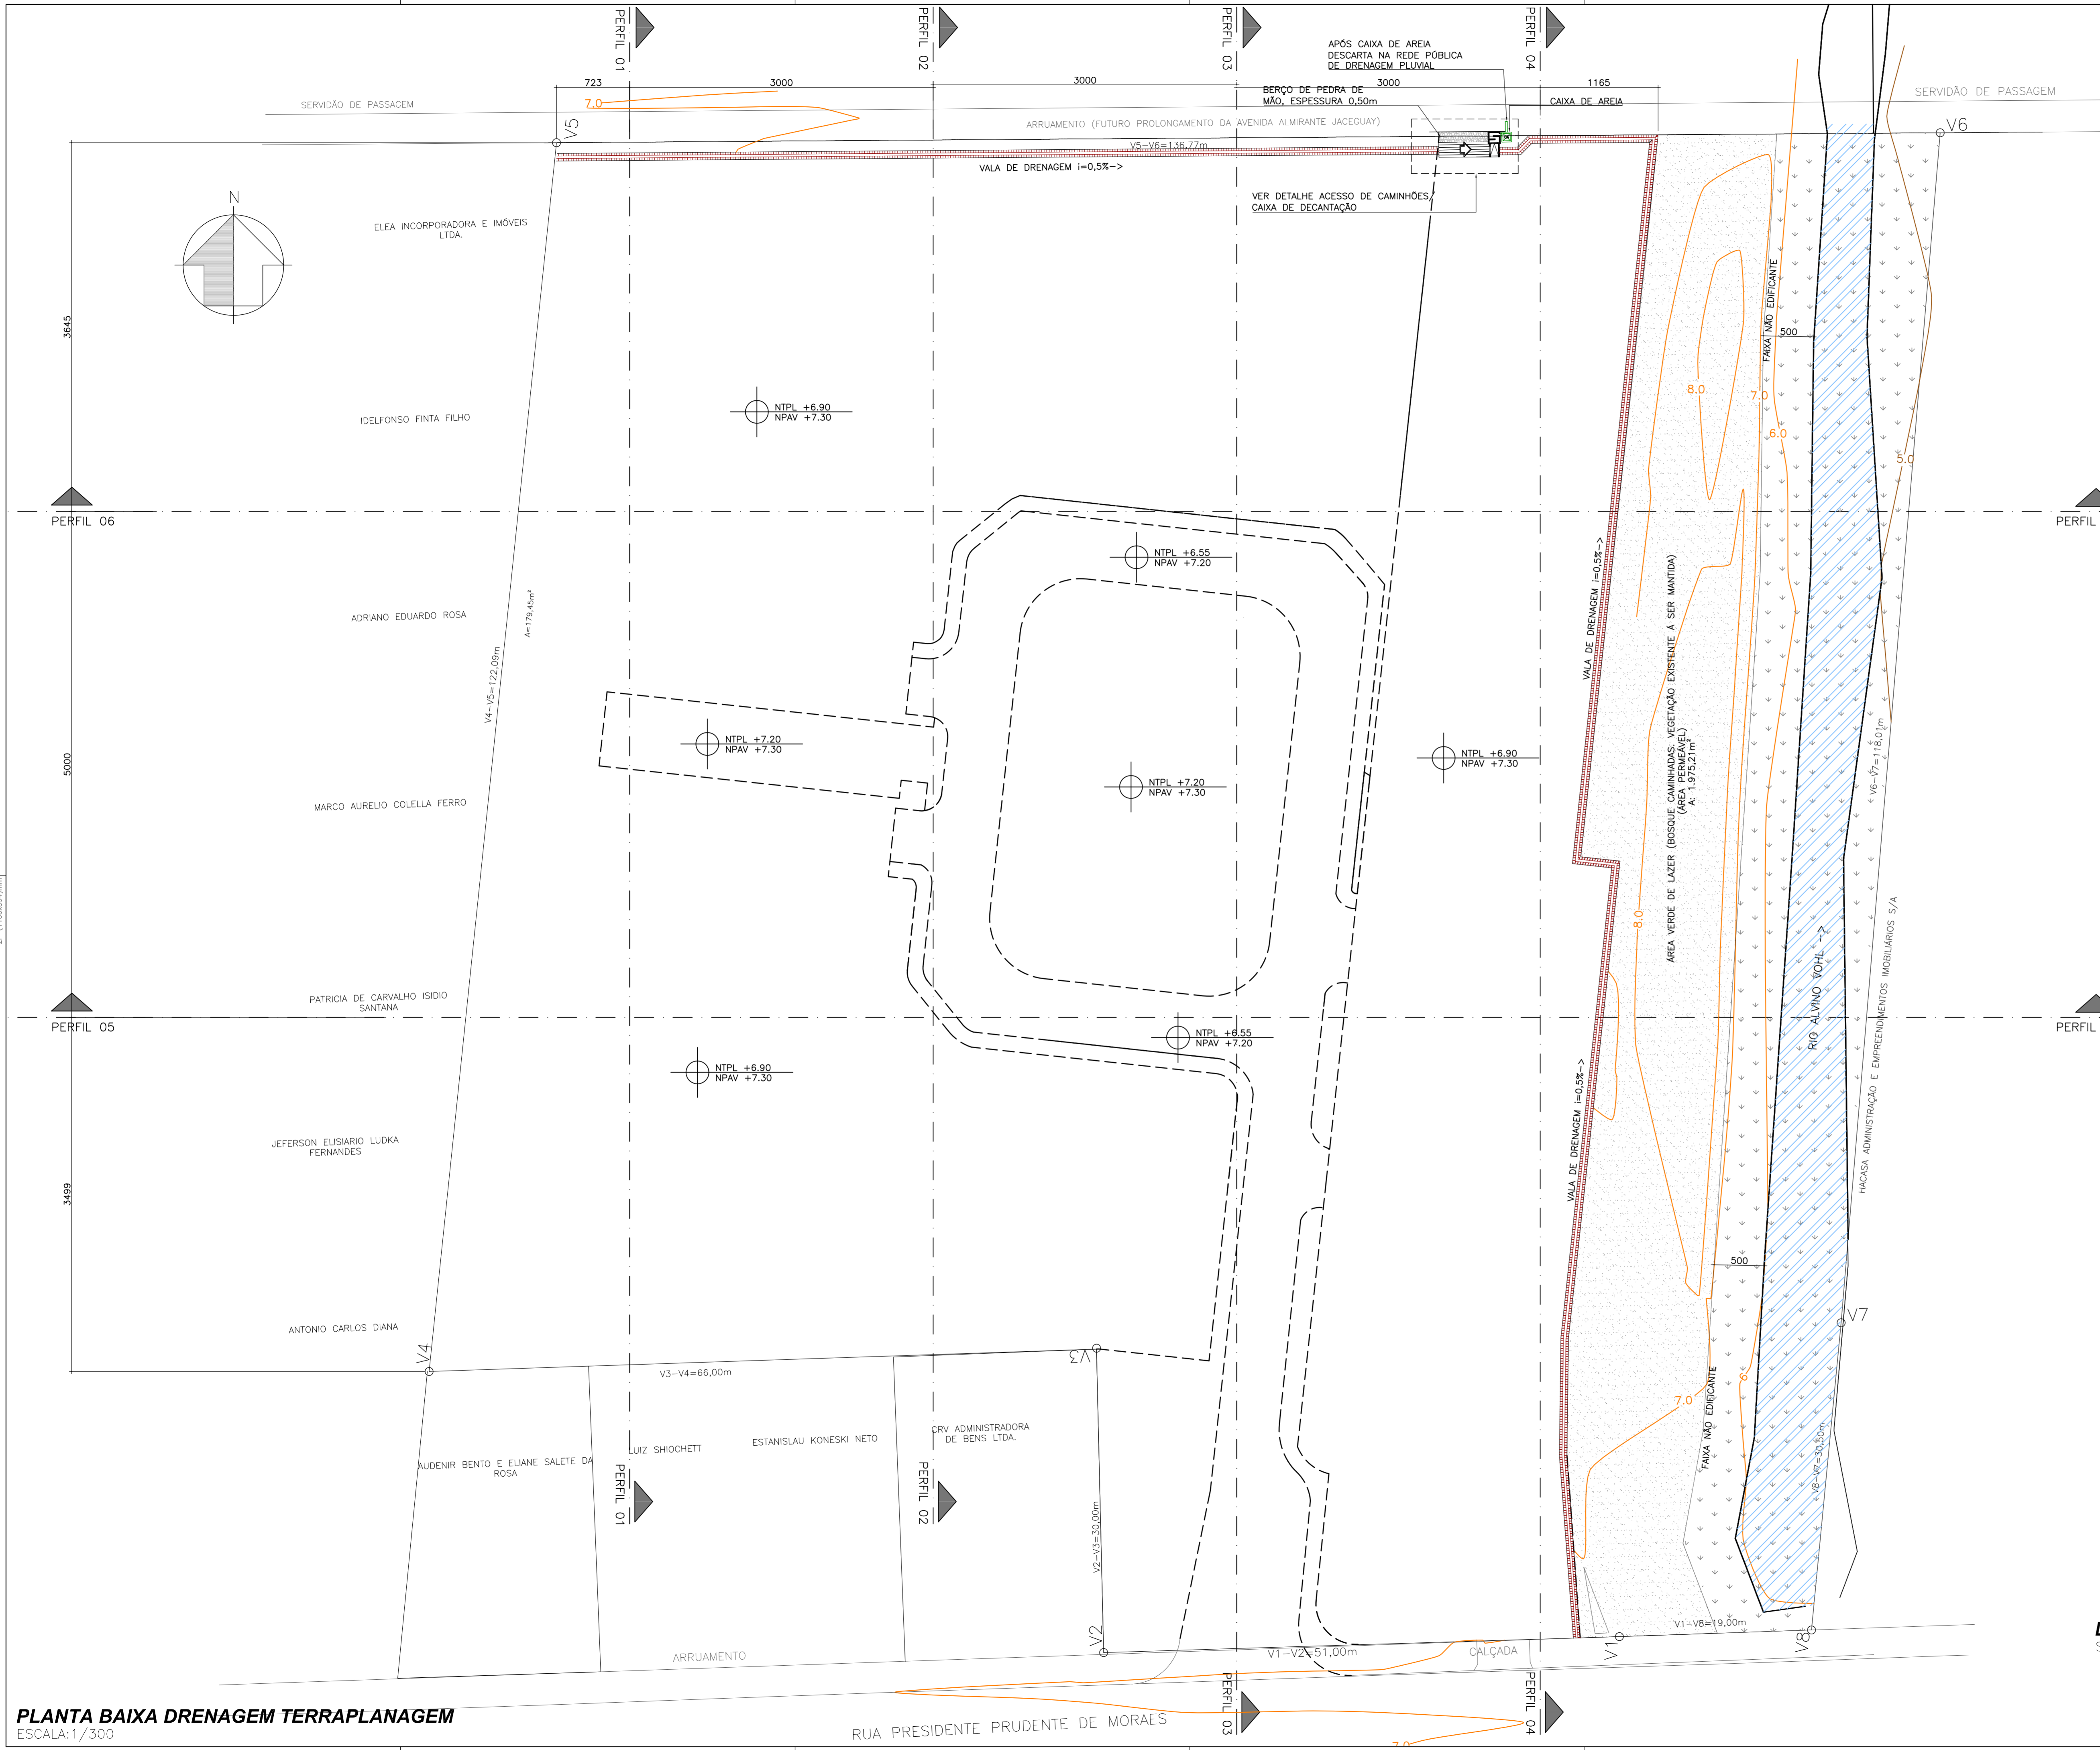 PERFIL 01
PERFIL 02
PERFIL 03
PERFIL 04
APÓS CAIXA DE AREIA
DESCARTA NA REDE PÚBLICA
DE DRENAGEM PLUVIAL
723
3000
3000
3000
1165
BERÇO DE PEDRA DE
MÃO, ESPESSURA 0,50m
CAIXA DE AREIA
SERVIDÃO DE PASSAGEM
7.0
SERVIDÃO DE PASSAGEM
ARRUAMENTO (FUTURO PROLONGAMENTO DA AVENIDA ALMIRANTE JACEGUAY)
V5
V6
V5-V6=136,77m
VALA DE DRENAGEM i=0,5%->
VER DETALHE ACESSO DE CAMINHÕES/
CAIXA DE DECANTAÇÃO
N
ELEA INCORPORADORA E IMÓVEIS
LTDA.
3645
FAIXA NÃO EDIFICANTE
500
8.0
7.0
6.0
5.0
NTPL +6.90
NPAV +7.30
IDELFONSO FINTA FILHO
PERFIL 06
PERFIL
NTPL +6.55
NPAV +7.20
VALA DE DRENAGEM i=0,5%->
ÁREA VERDE DE LAZER (BOSQUE CAMINHADAS, VEGETAÇÃO EXISTENTE Á SER MANTIDA)
(ÁREA PERMEÁVEL)
A: 1.975,21m²
ADRIANO EDUARDO ROSA
A=179,45m²
V4-V5=122,09m
5000
NTPL +7.20
NPAV +7.30
NTPL +7.20
NPAV +7.30
NTPL +6.90
NPAV +7.30
V6-V7=118,01m
MARCO AURELIO COLELLA FERRO
8.0
RIO ALVINO VOHL ->
HACASA ADMINISTRAÇÃO E EMPREENDIMENTOS IMOBILIÁRIOS S/A
PATRICIA DE CARVALHO ISIDIO
SANTANA
PERFIL 05
PERFIL
NTPL +6.55
NPAV +7.20
NTPL +6.90
NPAV +7.30
VALA DE DRENAGEM i=0,5%->
JEFERSON ELISIARIO LUDKA
FERNANDES
3499
500
ANTONIO CARLOS DIANA
V4
V3
V7
V3-V4=66,00m
7.0
6
FAIXA NÃO EDIFICANTE
V8-V7=30,50m
AUDENIR BENTO E ELIANE SALETE DA
ROSA
LUIZ SHIOCHETT
ESTANISLAU KONESKI NETO
CRV ADMINISTRADORA
DE BENS LTDA.
PERFIL 01
PERFIL 02
V2-V3=30,00m
V2
V1
V8
V1-V8=19,00m
V1-V2=51,00m
CALÇADA
ARRUAMENTO
PERFIL 03
PERFIL 04
RUA PRESIDENTE PRUDENTE DE MORAES
7.0
PLANTA BAIXA DRENAGEM TERRAPLANAGEM
ESCALA:1/300